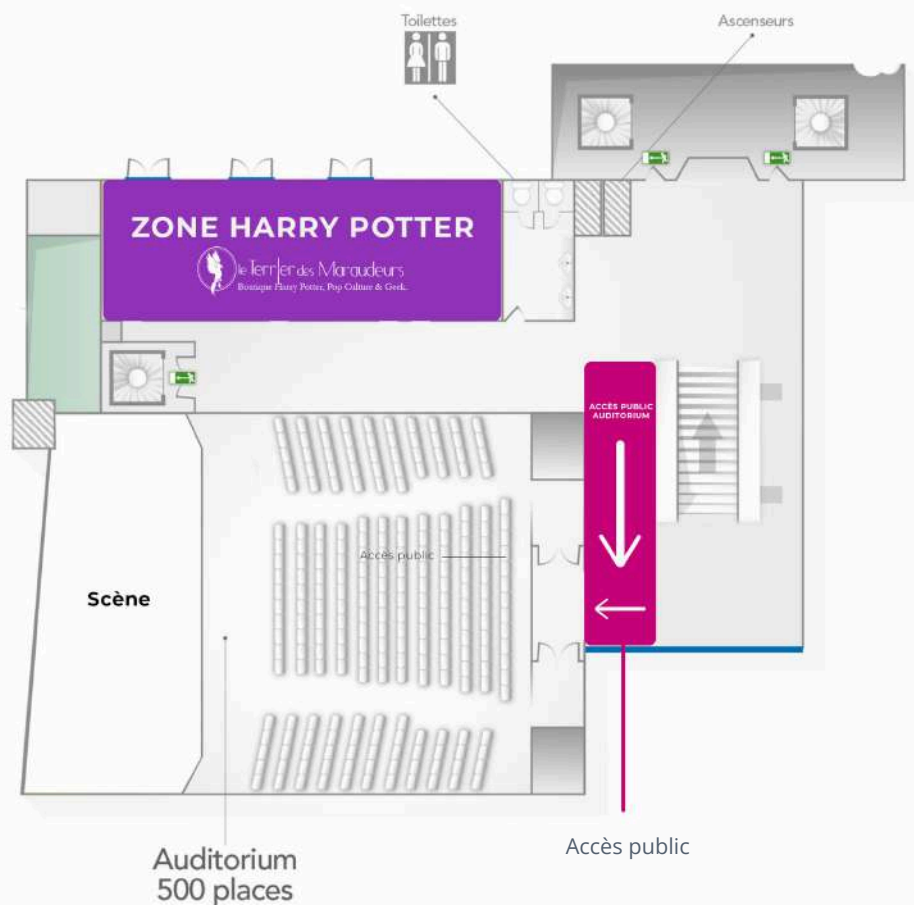 Toilettes
Ascenseurs
ZONE HARRY POTTER
le Terrier des Maraudeurs
Boutique Harry Potter, Pop Culture & Geek.
ACCÈS PUBLIC
AUDITORIUM
Accès public
Scène
Accès public
Auditorium
500 places